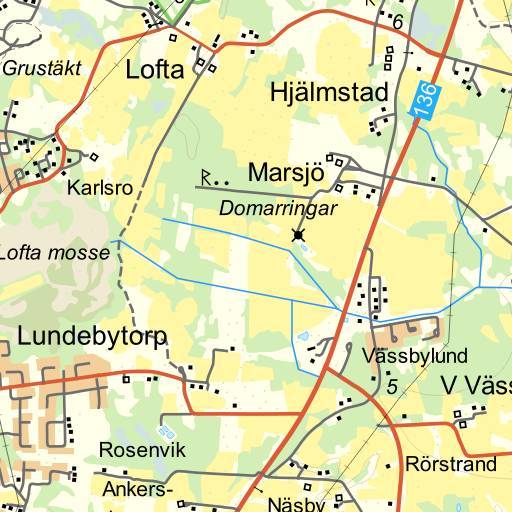 6
Grustäkt
Lofta
Hjälmstad
136
Marsjö
Karlsro
Domarringar
Lofta mosse
Lundebytorp
Vässbylund
5
V Väss
Rosenvik
Rörstrand
Ankers-
Näsby